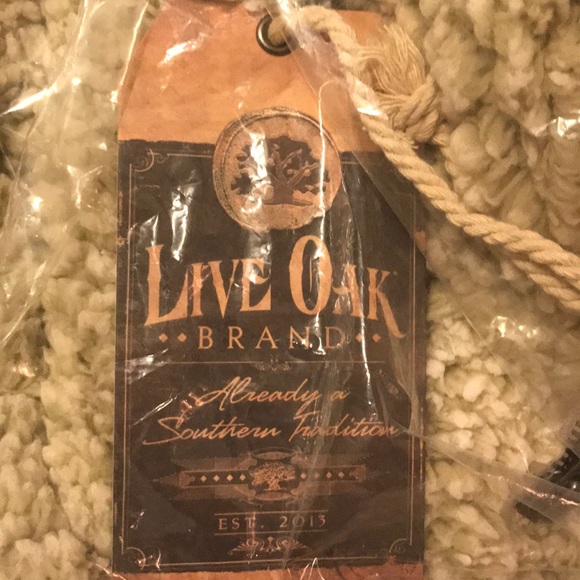 LIVE OAK
BRAND
Already a
Southern Tradition
EST. 2013